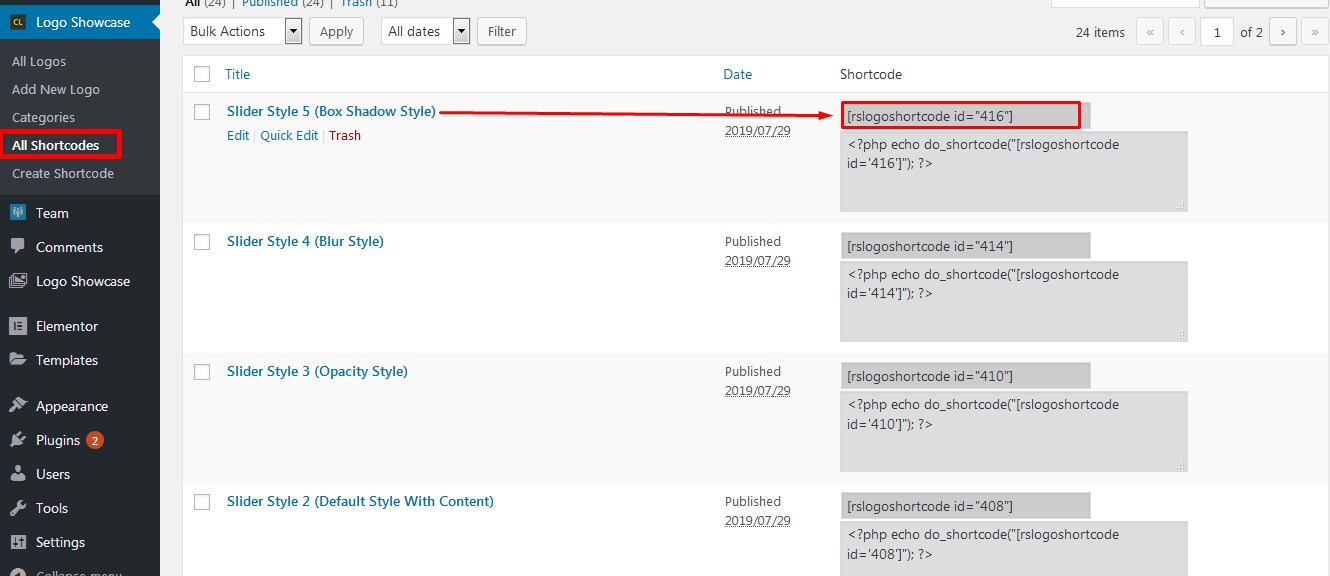 CL Logo Showcase
All Logos
Add New Logo
Categories
All Shortcodes
Create Shortcode
Team
Comments
Logo Showcase
Elementor
Templates
Appearance
Plugins 2
Users
Tools
Settings
Collapse menu
All (24) | Published (24) | Trash (11)
Bulk Actions Apply All dates Filter 24 items « ‹ 1 of 2 › »
Title Date Shortcode
Slider Style 5 (Box Shadow Style) Published [rslogoshortcode id="416"]
Edit | Quick Edit | Trash 2019/07/29
<?php echo do_shortcode("[rslogoshortcode
id='416']"); ?>
Slider Style 4 (Blur Style) Published [rslogoshortcode id="414"]
2019/07/29
<?php echo do_shortcode("[rslogoshortcode
id='414']"); ?>
Slider Style 3 (Opacity Style) Published [rslogoshortcode id="410"]
2019/07/29
<?php echo do_shortcode("[rslogoshortcode
id='410']"); ?>
Slider Style 2 (Default Style With Content) Published [rslogoshortcode id="408"]
2019/07/29
<?php echo do_shortcode("[rslogoshortcode
id='408']"); ?>